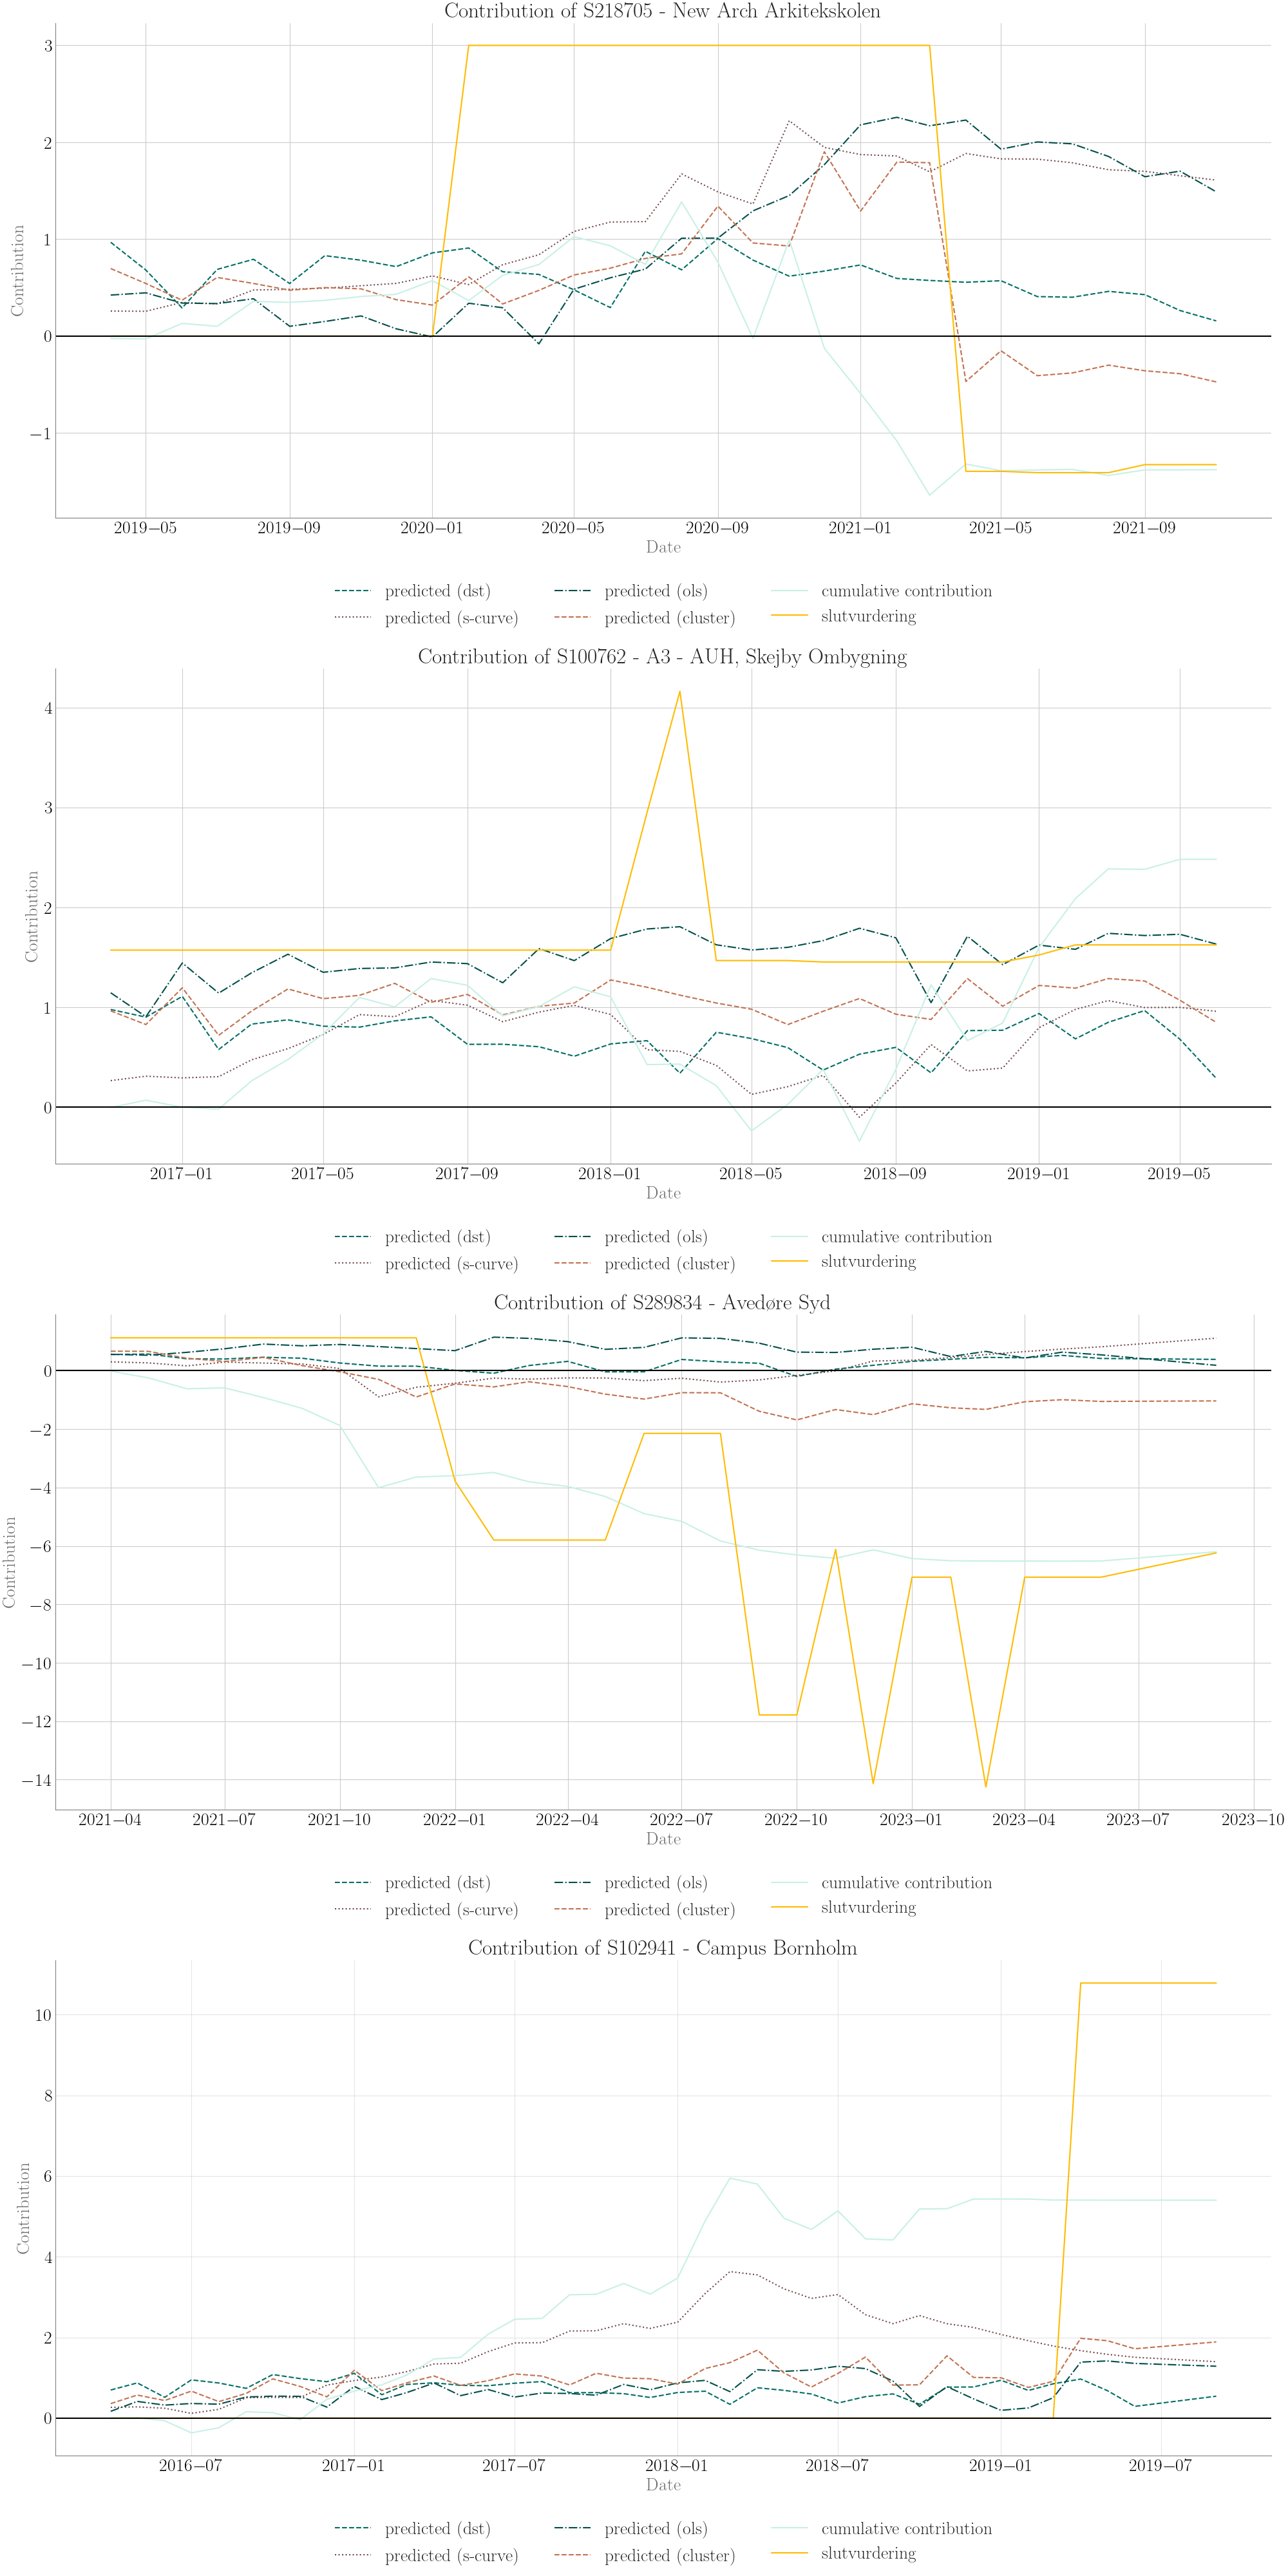 Contribution of S218705 - New Arch Arkitekskolen
3
2
1
0
−1
Contribution
2019−05 2019−09 2020−01 2020−05 2020−09 2021−01 2021−05 2021−09
Date
predicted (dst) predicted (ols) cumulative contribution
predicted (s-curve) predicted (cluster) slutvurdering
Contribution of S100762 - A3 - AUH, Skejby Ombygning
4
3
2
1
0
Contribution
2017−01 2017−05 2017−09 2018−01 2018−05 2018−09 2019−01 2019−05
Date
predicted (dst) predicted (ols) cumulative contribution
predicted (s-curve) predicted (cluster) slutvurdering
Contribution of S289834 - Avedøre Syd
0
−2
−4
−6
−8
−10
−12
−14
Contribution
2021−04 2021−07 2021−10 2022−01 2022−04 2022−07 2022−10 2023−01 2023−04 2023−07 2023−10
Date
predicted (dst) predicted (ols) cumulative contribution
predicted (s-curve) predicted (cluster) slutvurdering
Contribution of S102941 - Campus Bornholm
10
8
6
4
2
0
Contribution
2016−07 2017−01 2017−07 2018−01 2018−07 2019−01 2019−07
Date
predicted (dst) predicted (ols) cumulative contribution
predicted (s-curve) predicted (cluster) slutvurdering